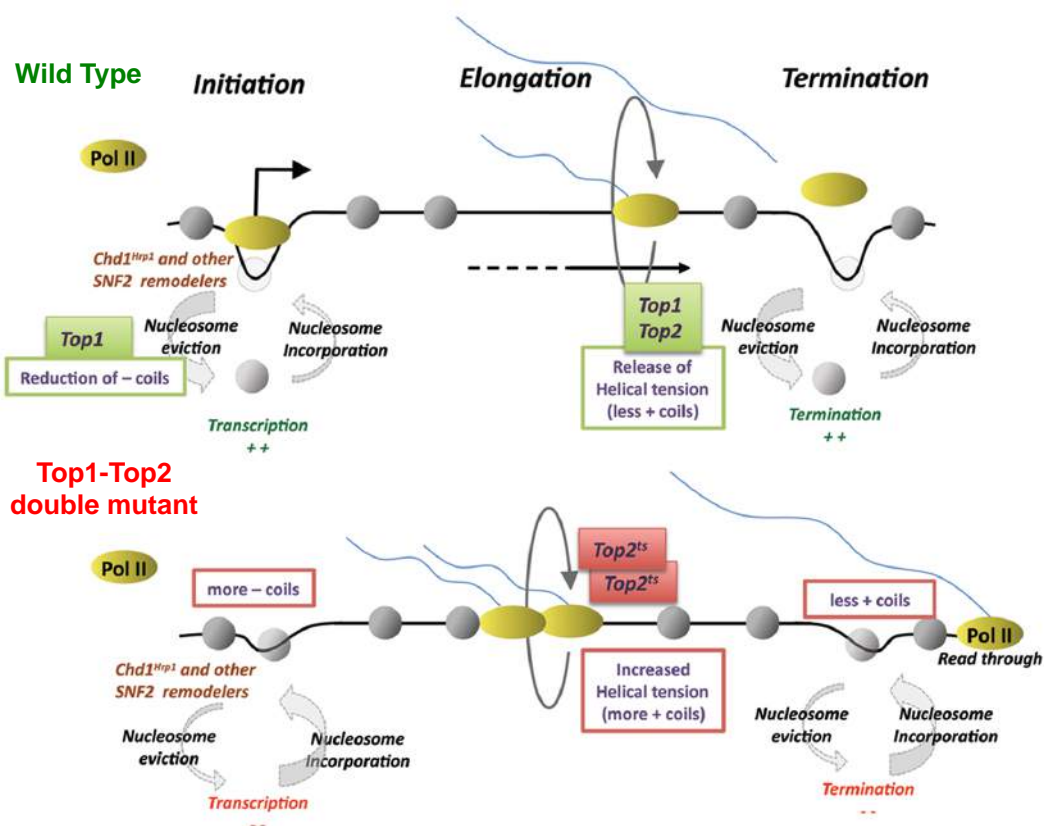 Wild Type
Initiation
Elongation
Termination
Pol II
Chd1Hrp1 and other
SNF2 remodelers
Top1
Reduction of – coils
Nucleosome
eviction
Nucleosome
Incorporation
Transcription
+ +
Top1
Top2
Release of
Helical tension
(less + coils)
Nucleosome
eviction
Nucleosome
Incorporation
Termination
+ +
Top1-Top2
double mutant
Pol II
more – coils
Top2ts
Top2ts
less + coils
Pol II
Read through
Chd1Hrp1 and other
SNF2 remodelers
Increased
Helical tension
(more + coils)
Nucleosome
eviction
Nucleosome
Incorporation
Transcription
- -
Nucleosome
eviction
Nucleosome
Incorporation
Termination
- -